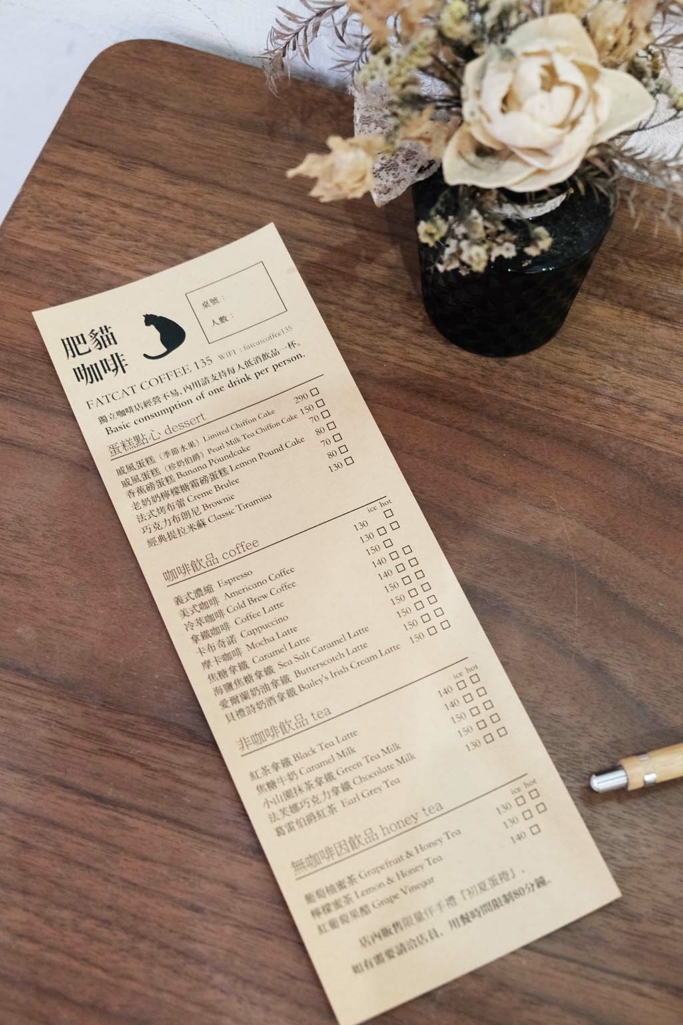 肥貓
咖啡
桌號：
人數：
FATCAT COFFEE 135 WIFI：fatcatcoffee135
獨立咖啡店經營不易，內用請支持每人低消飲品一杯。
Basic consumption of one drink per person.
蛋糕點心 dessert
戚風蛋糕（季節水果）Limited Chiffon Cake 290 □
戚風蛋糕（珍奶伯爵）Pearl Milk Tea Chiffon Cake 150 □
香蕉磅蛋糕 Banana Poundcake 70 □
老奶奶檸檬糖霜磅蛋糕 Lemon Pound Cake 80 □
法式烤布蕾 Creme Brulee 70 □
巧克力布朗尼 Brownie 80 □
經典提拉米蘇 Classic Tiramisu 130 □
咖啡飲品 coffee
ice hot
義式濃縮 Espresso 130 □
美式咖啡 Americano Coffee 130 □ □
冷萃咖啡 Cold Brew Coffee 150 □
拿鐵咖啡 Coffee Latte 140 □ □
卡布奇諾 Cappuccino 140 □ □
摩卡咖啡 Mocha Latte 150 □ □
焦糖拿鐵 Caramel Latte 150 □ □
海鹽焦糖拿鐵 Sea Salt Caramel Latte 150 □ □
愛爾蘭奶油拿鐵 Butterscotch Latte 150 □ □
貝禮詩奶酒拿鐵 Bailey's Irish Cream Latte 150 □ □
非咖啡飲品 tea
ice hot
紅茶拿鐵 Black Tea Latte 140 □ □
焦糖牛奶 Caramel Milk 140 □ □
小山園抹茶拿鐵 Green Tea Milk 150 □ □
法芙娜巧克力拿鐵 Chocolate Milk 150 □ □
葛雷伯爵紅茶 Earl Grey Tea 130 □ □
無咖啡因飲品 honey tea
ice hot
葡萄柚蜜茶 Grapefruit & Honey Tea 130 □ □
檸檬蜜茶 Lemon & Honey Tea 130 □ □
紅葡萄果醋 Grape Vinegar 140 □
店內販售限量伴手禮「初夏蛋捲」，
如有需要請洽店員。用餐時間限制80分鐘。